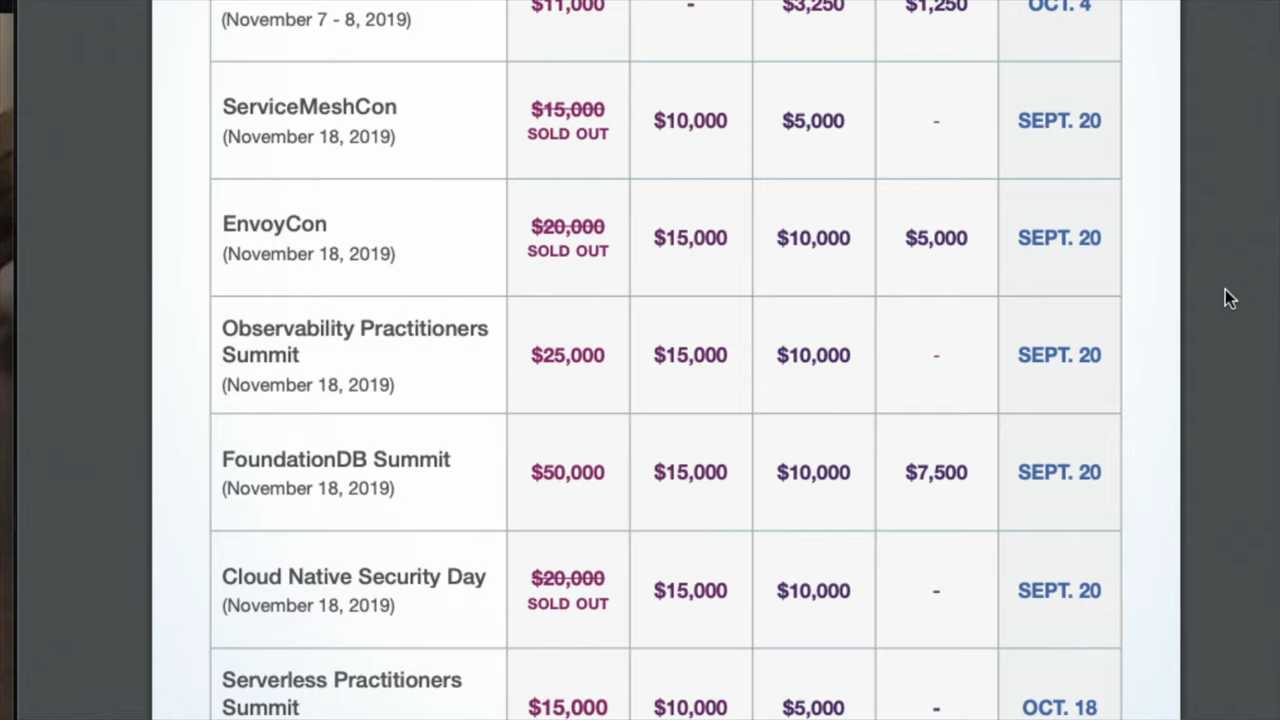 $11,000 - $3,250 $1,250 OCT. 4
(November 7 - 8, 2019)
ServiceMeshCon
(November 18, 2019)
$15,000
SOLD OUT
$10,000 $5,000 - SEPT. 20
EnvoyCon
(November 18, 2019)
$20,000
SOLD OUT
$15,000 $10,000 $5,000 SEPT. 20
Observability Practitioners
Summit
(November 18, 2019)
$25,000 $15,000 $10,000 - SEPT. 20
FoundationDB Summit
(November 18, 2019)
$50,000 $15,000 $10,000 $7,500 SEPT. 20
Cloud Native Security Day
(November 18, 2019)
$20,000
SOLD OUT
$15,000 $10,000 - SEPT. 20
Serverless Practitioners
Summit
$15,000 $10,000 $5,000 - OCT. 18